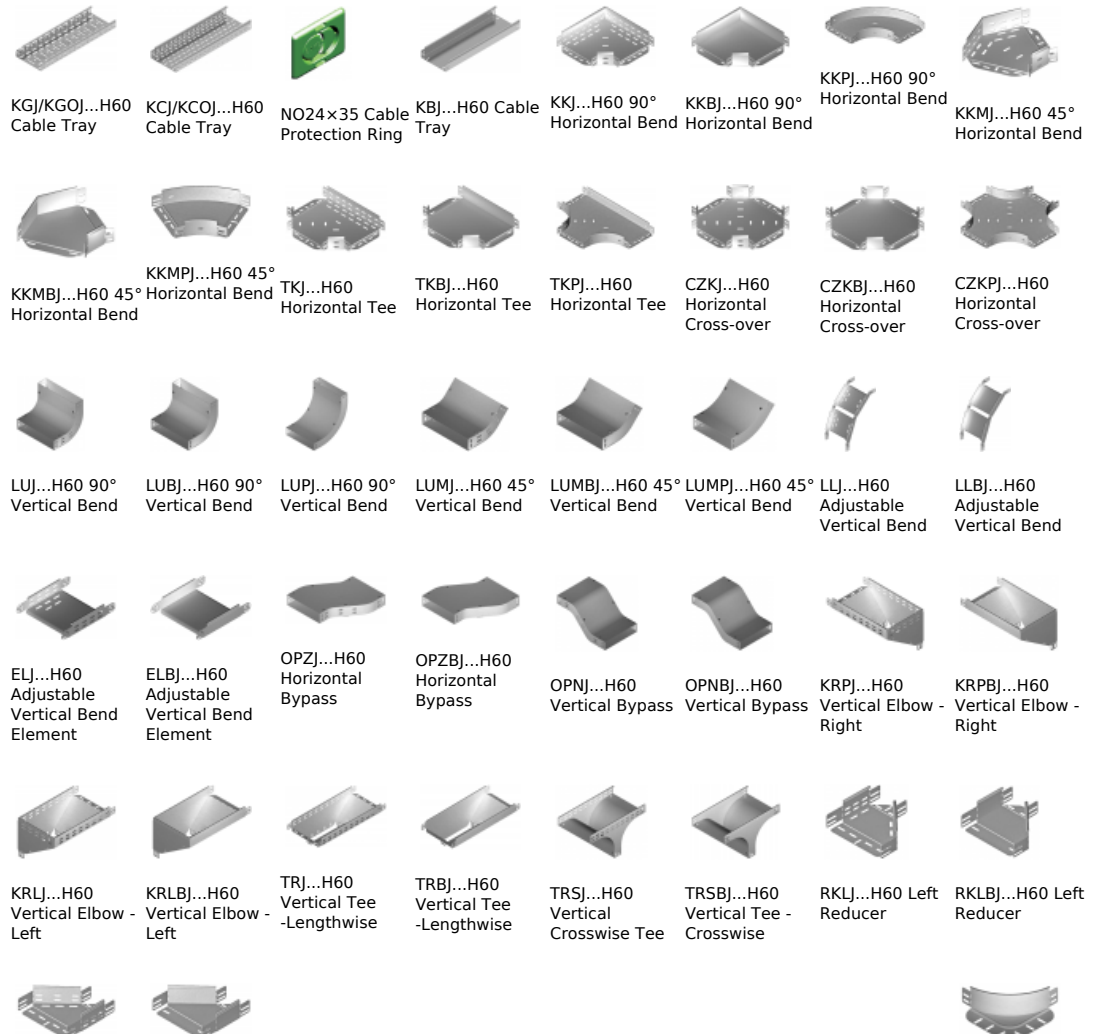 KGJ/KGOJ...H60
Cable Tray
KCJ/KCOJ...H60
Cable Tray
NO24×35 Cable
Protection Ring
KBJ...H60 Cable
Tray
KKJ...H60 90°
Horizontal Bend
KKBJ...H60 90°
Horizontal Bend
KKPJ...H60 90°
Horizontal Bend
KKMJ...H60 45°
Horizontal Bend
KKMBJ...H60 45°
Horizontal Bend
KKMPJ...H60 45°
Horizontal Bend
TKJ...H60
Horizontal Tee
TKBJ...H60
Horizontal Tee
TKPJ...H60
Horizontal Tee
CZKJ...H60
Horizontal
Cross-over
CZKBJ...H60
Horizontal
Cross-over
CZKPJ...H60
Horizontal
Cross-over
LUJ...H60 90°
Vertical Bend
LUBJ...H60 90°
Vertical Bend
LUPJ...H60 90°
Vertical Bend
LUMJ...H60 45°
Vertical Bend
LUMBJ...H60 45°
Vertical Bend
LUMPJ...H60 45°
Vertical Bend
LLJ...H60
Adjustable
Vertical Bend
LLBJ...H60
Adjustable
Vertical Bend
ELJ...H60
Adjustable
Vertical Bend
Element
ELBJ...H60
Adjustable
Vertical Bend
Element
OPZJ...H60
Horizontal
Bypass
OPZBJ...H60
Horizontal
Bypass
OPNJ...H60
Vertical Bypass
OPNBJ...H60
Vertical Bypass
KRPJ...H60
Vertical Elbow -
Right
KRPBJ...H60
Vertical Elbow -
Right
KRLJ...H60
Vertical Elbow -
Left
KRLBJ...H60
Vertical Elbow -
Left
TRJ...H60
Vertical Tee
-Lengthwise
TRBJ...H60
Vertical Tee
-Lengthwise
TRSJ...H60
Vertical
Crosswise Tee
TRSBJ...H60
Vertical Tee -
Crosswise
RKLJ...H60 Left
Reducer
RKLBJ...H60 Left
Reducer